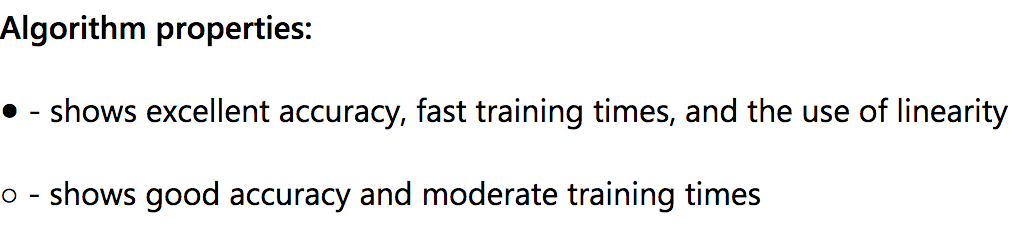 Algorithm properties:
● - shows excellent accuracy, fast training times, and the use of linearity
○ - shows good accuracy and moderate training times